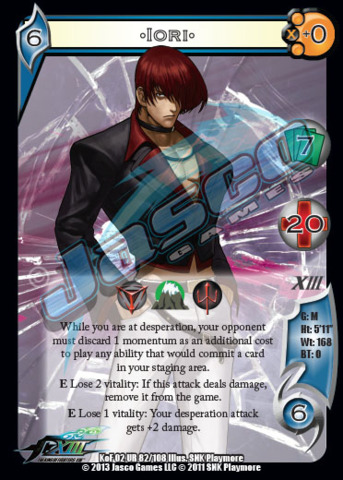 6
·IORI·
X +0
7
20
JASCO
GAMES
XIII
G: M
Ht: 5'11"
Wt: 168
BT: 0
While you are at desperation, your opponent
must discard 1 momentum as an additional cost
to play any ability that would commit a card
in your staging area.
E Lose 2 vitality: If this attack deals damage,
remove it from the game.
E Lose 1 vitality: Your desperation attack
gets +2 damage.
6
XIII
KoF 02 UR 82/108 Illus. SNK Playmore
© 2013 Jasco Games LLC © 2011 SNK Playmore